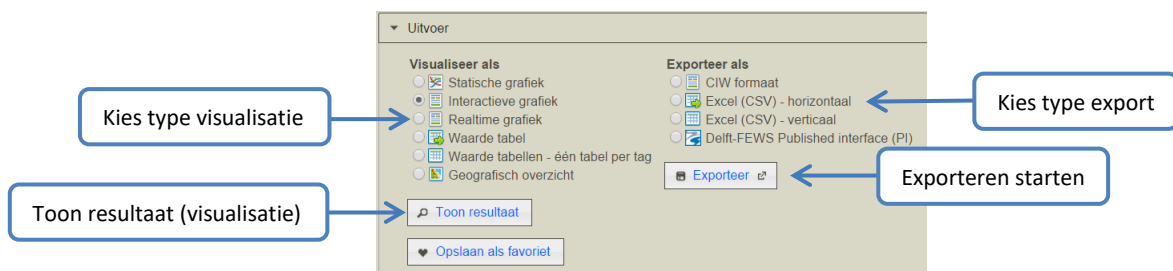 Uitvoer
Visualiseer als
Statische grafiek
Interactieve grafiek
Realtime grafiek
Waarde tabel
Waarde tabellen - één tabel per tag
Geografisch overzicht
Toon resultaat
Opslaan als favoriet
Exporteer als
CIW formaat
Excel (CSV) - horizontaal
Excel (CSV) - verticaal
Delft-FEWS Published interface (PI)
Exporteer
Kies type visualisatie
Toon resultaat (visualisatie)
Kies type export
Exporteren starten